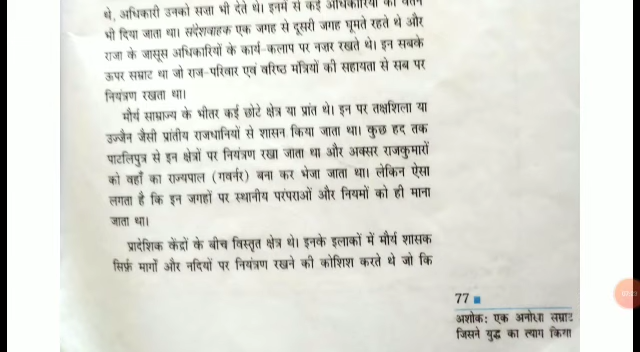 थे, अधिकारी उनको सजा भी देते थे। इनमें से कई अधिकारियों को वेतन
भी दिया जाता था। संदेशवाहक एक जगह से दूसरी जगह घूमते रहते थे और
राजा के जासूस अधिकारियों के कार्य-कलाप पर नजर रखते थे। इन सबके
ऊपर सम्राट था जो राज-परिवार एवं वरिष्ठ मंत्रियों की सहायता से सब पर
नियंत्रण रखता था।
मौर्य साम्राज्य के भीतर कई छोटे क्षेत्र या प्रांत थे। इन पर तक्षशिला या
उज्जैन जैसी प्रांतीय राजधानियों से शासन किया जाता था। कुछ हद तक
पाटलिपुत्र से इन क्षेत्रों पर नियंत्रण रखा जाता था और अक्सर राजकुमारों
को वहाँ का राज्यपाल (गवर्नर) बना कर भेजा जाता था। लेकिन ऐसा
लगता है कि इन जगहों पर स्थानीय परंपराओं और नियमों को ही माना
जाता था।
प्रादेशिक केंद्रों के बीच विस्तृत क्षेत्र थे। इनके इलाकों में मौर्य शासक
सिर्फ़ मार्गों और नदियों पर नियंत्रण रखने की कोशिश करते थे जो कि
77
अशोक: एक अनोखा सम्राट
जिसने युद्ध का त्याग किया